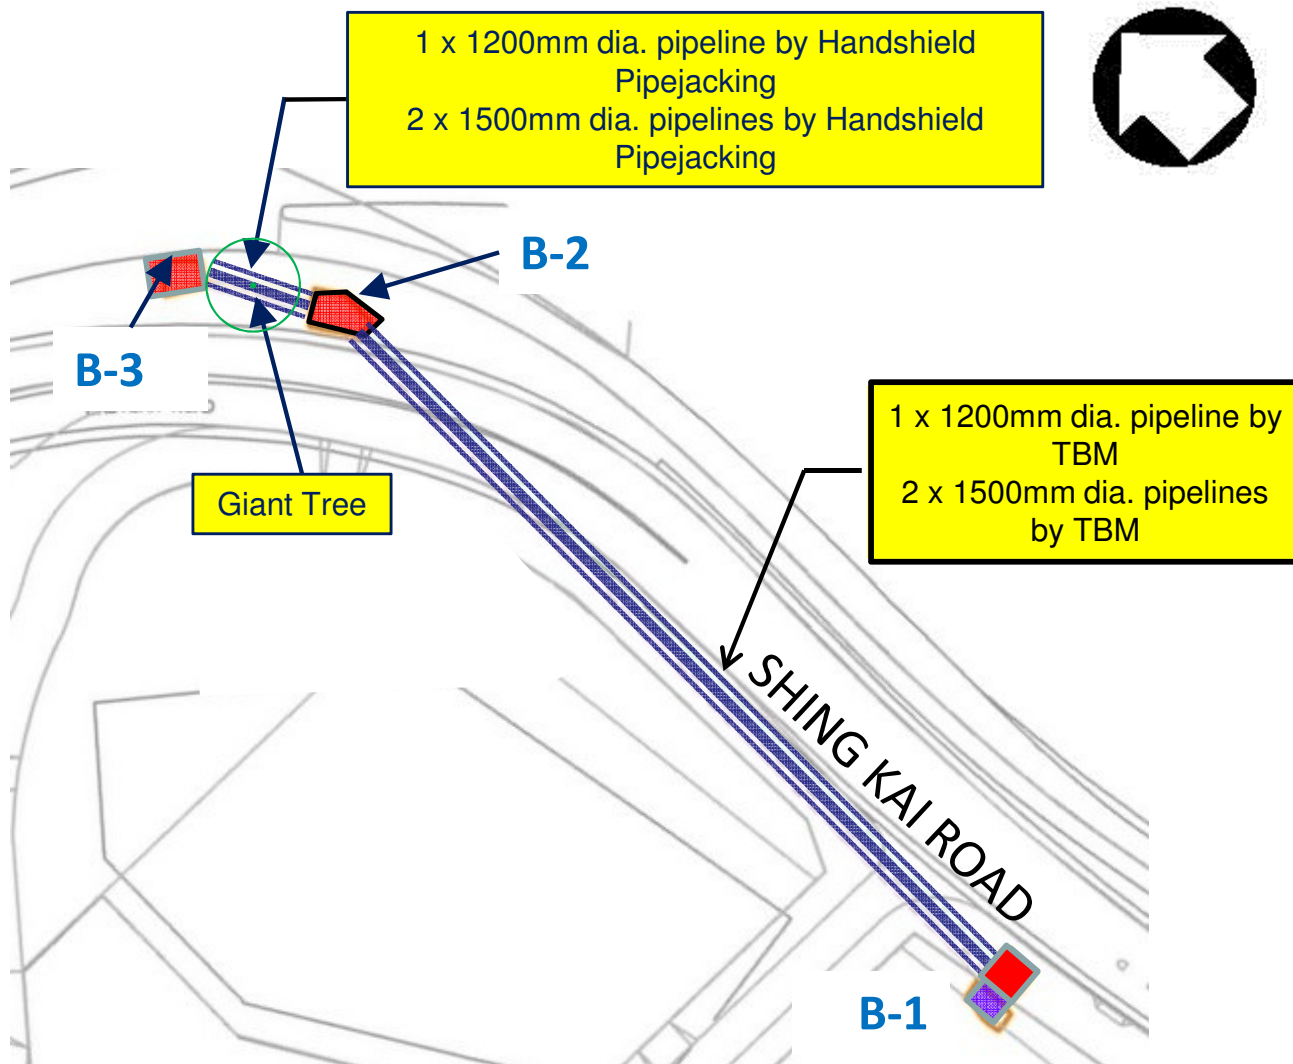 1 x 1200mm dia. pipeline by Handshield
Pipejacking
2 x 1500mm dia. pipelines by Handshield
Pipejacking
B-2
B-3
1 x 1200mm dia. pipeline by
TBM
2 x 1500mm dia. pipelines
by TBM
Giant Tree
SHING KAI ROAD
B-1